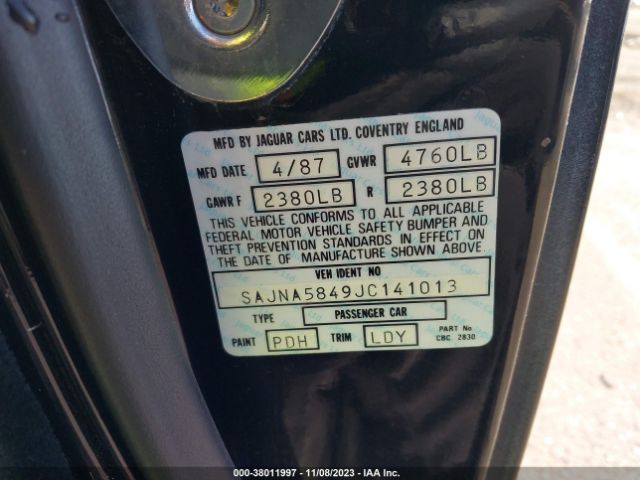 MFD BY JAGUAR CARS LTD. COVENTRY ENGLAND
MFD DATE 4/87 GVWR 4760LB
GAWR F 2380LB R 2380LB
THIS VEHICLE CONFORMS TO ALL APPLICABLE
FEDERAL MOTOR VEHICLE SAFETY BUMPER AND
THEFT PREVENTION STANDARDS IN EFFECT ON
THE DATE OF MANUFACTURE SHOWN ABOVE.
VEH IDENT NO
SAJNA5849JC141013
TYPE PASSENGER CAR
PAINT PDH TRIM LDY PART No CBC 2830
000-38011997 - 11/08/2023 - IAA Inc.